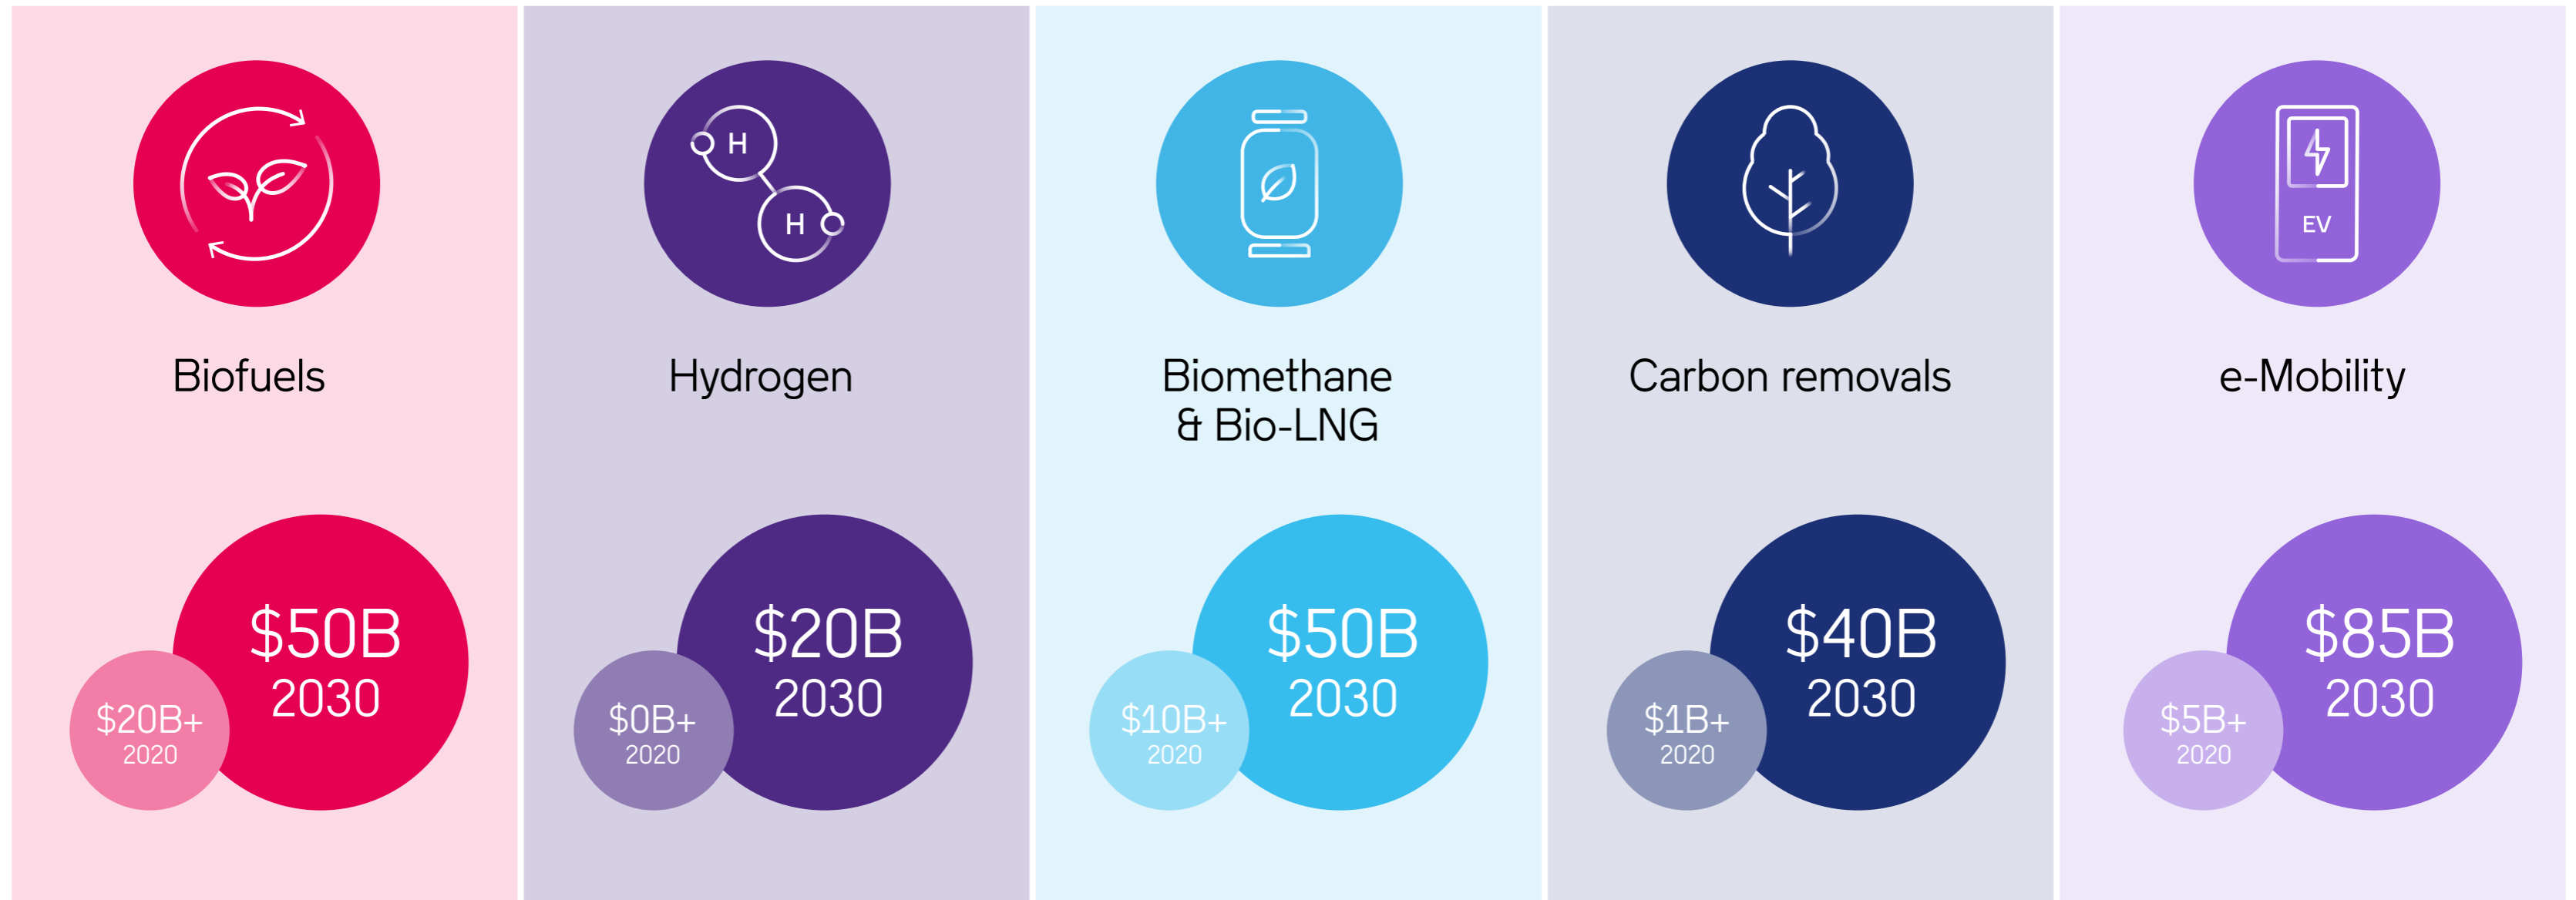 H
H
EV
Biofuels
Hydrogen
Biomethane
& Bio-LNG
Carbon removals
e-Mobility
$50B
2030
$20B+
2020
$20B
2030
$0B+
2020
$50B
2030
$10B+
2020
$40B
2030
$1B+
2020
$85B
2030
$5B+
2020